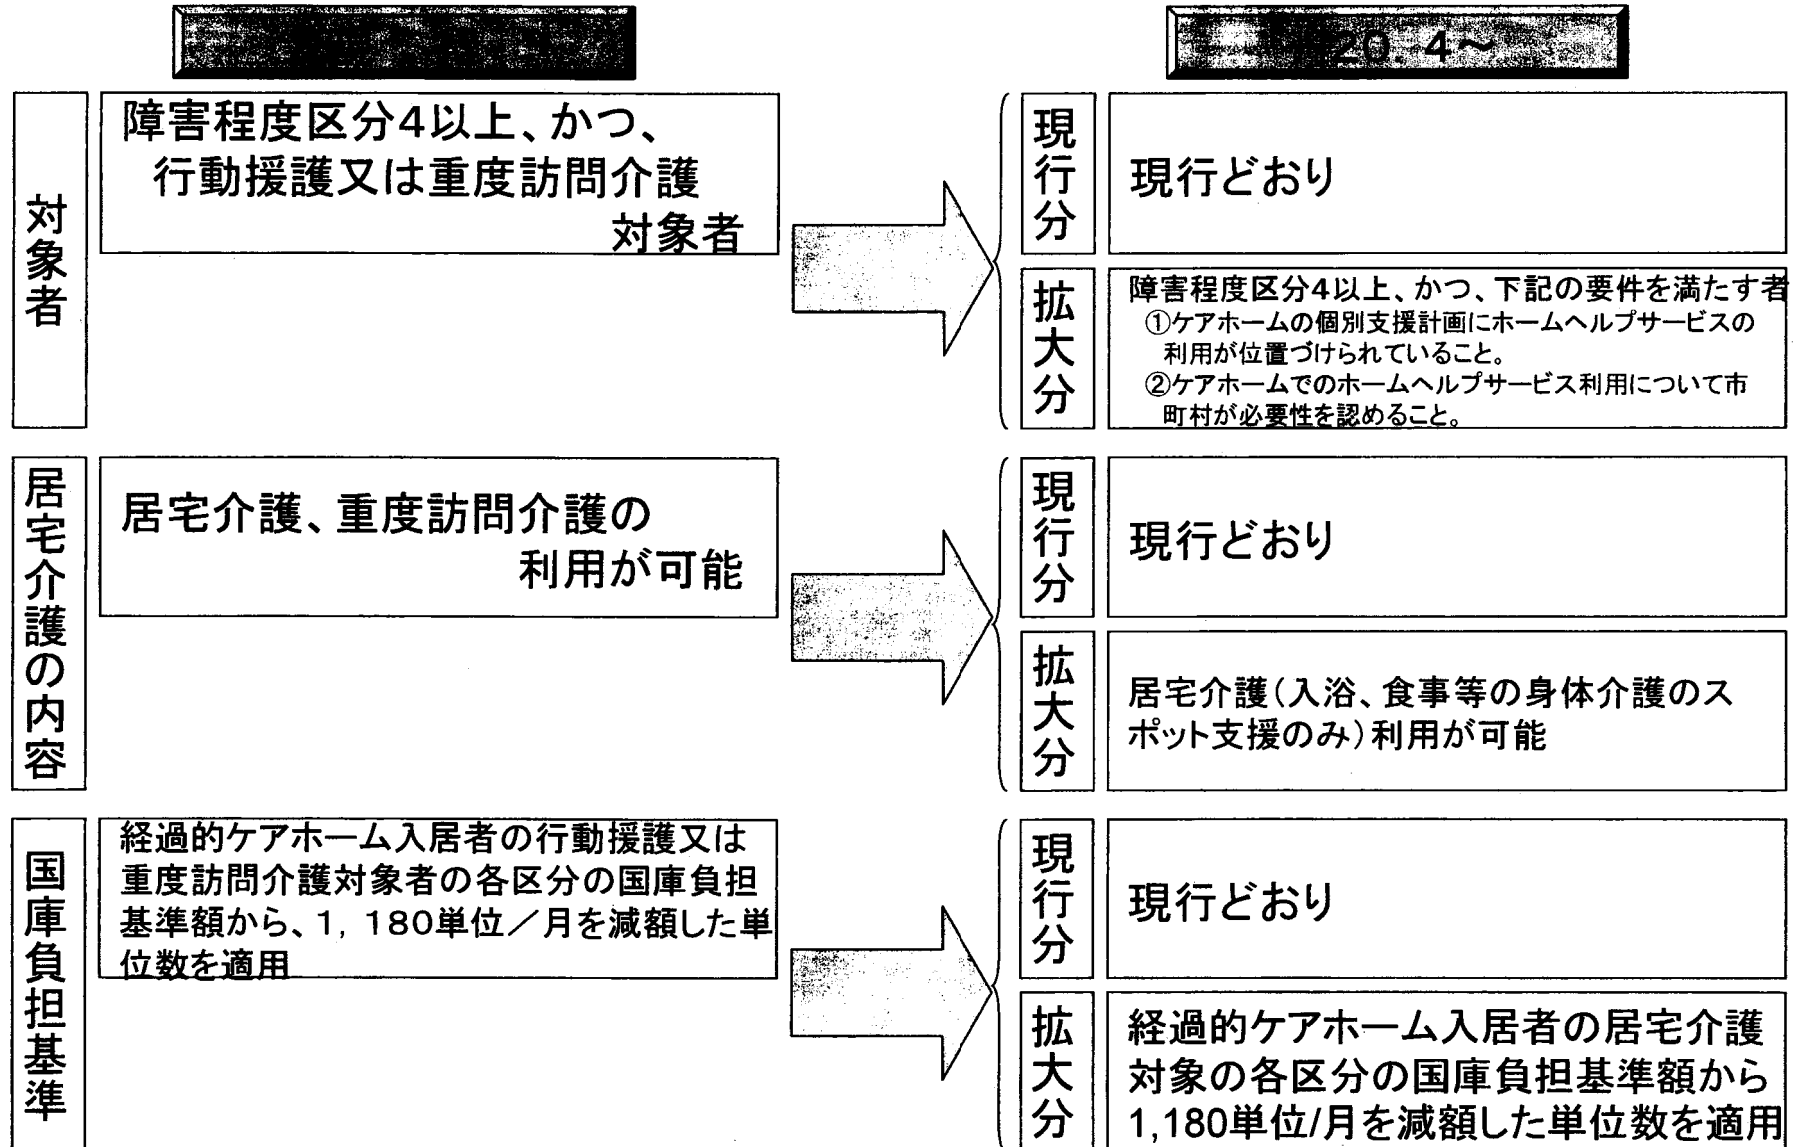 20. 4～
対象者
障害程度区分4以上、かつ、
行動援護又は重度訪問介護
対象者
現行分
現行どおり
拡大分
障害程度区分4以上、かつ、下記の要件を満たす者
①ケアホームの個別支援計画にホームヘルプサービスの
利用が位置づけられていること。
②ケアホームでのホームヘルプサービス利用について市
町村が必要性を認めること。
居宅介護の内容
居宅介護、重度訪問介護の
利用が可能
現行分
現行どおり
拡大分
居宅介護（入浴、食事等の身体介護のス
ポット支援のみ）利用が可能
国庫負担基準
経過的ケアホーム入居者の行動援護又は
重度訪問介護対象者の各区分の国庫負担
基準額から、1，180単位／月を減額した単
位数を適用
現行分
現行どおり
拡大分
経過的ケアホーム入居者の居宅介護
対象の各区分の国庫負担基準額から
1,180単位/月を減額した単位数を適用